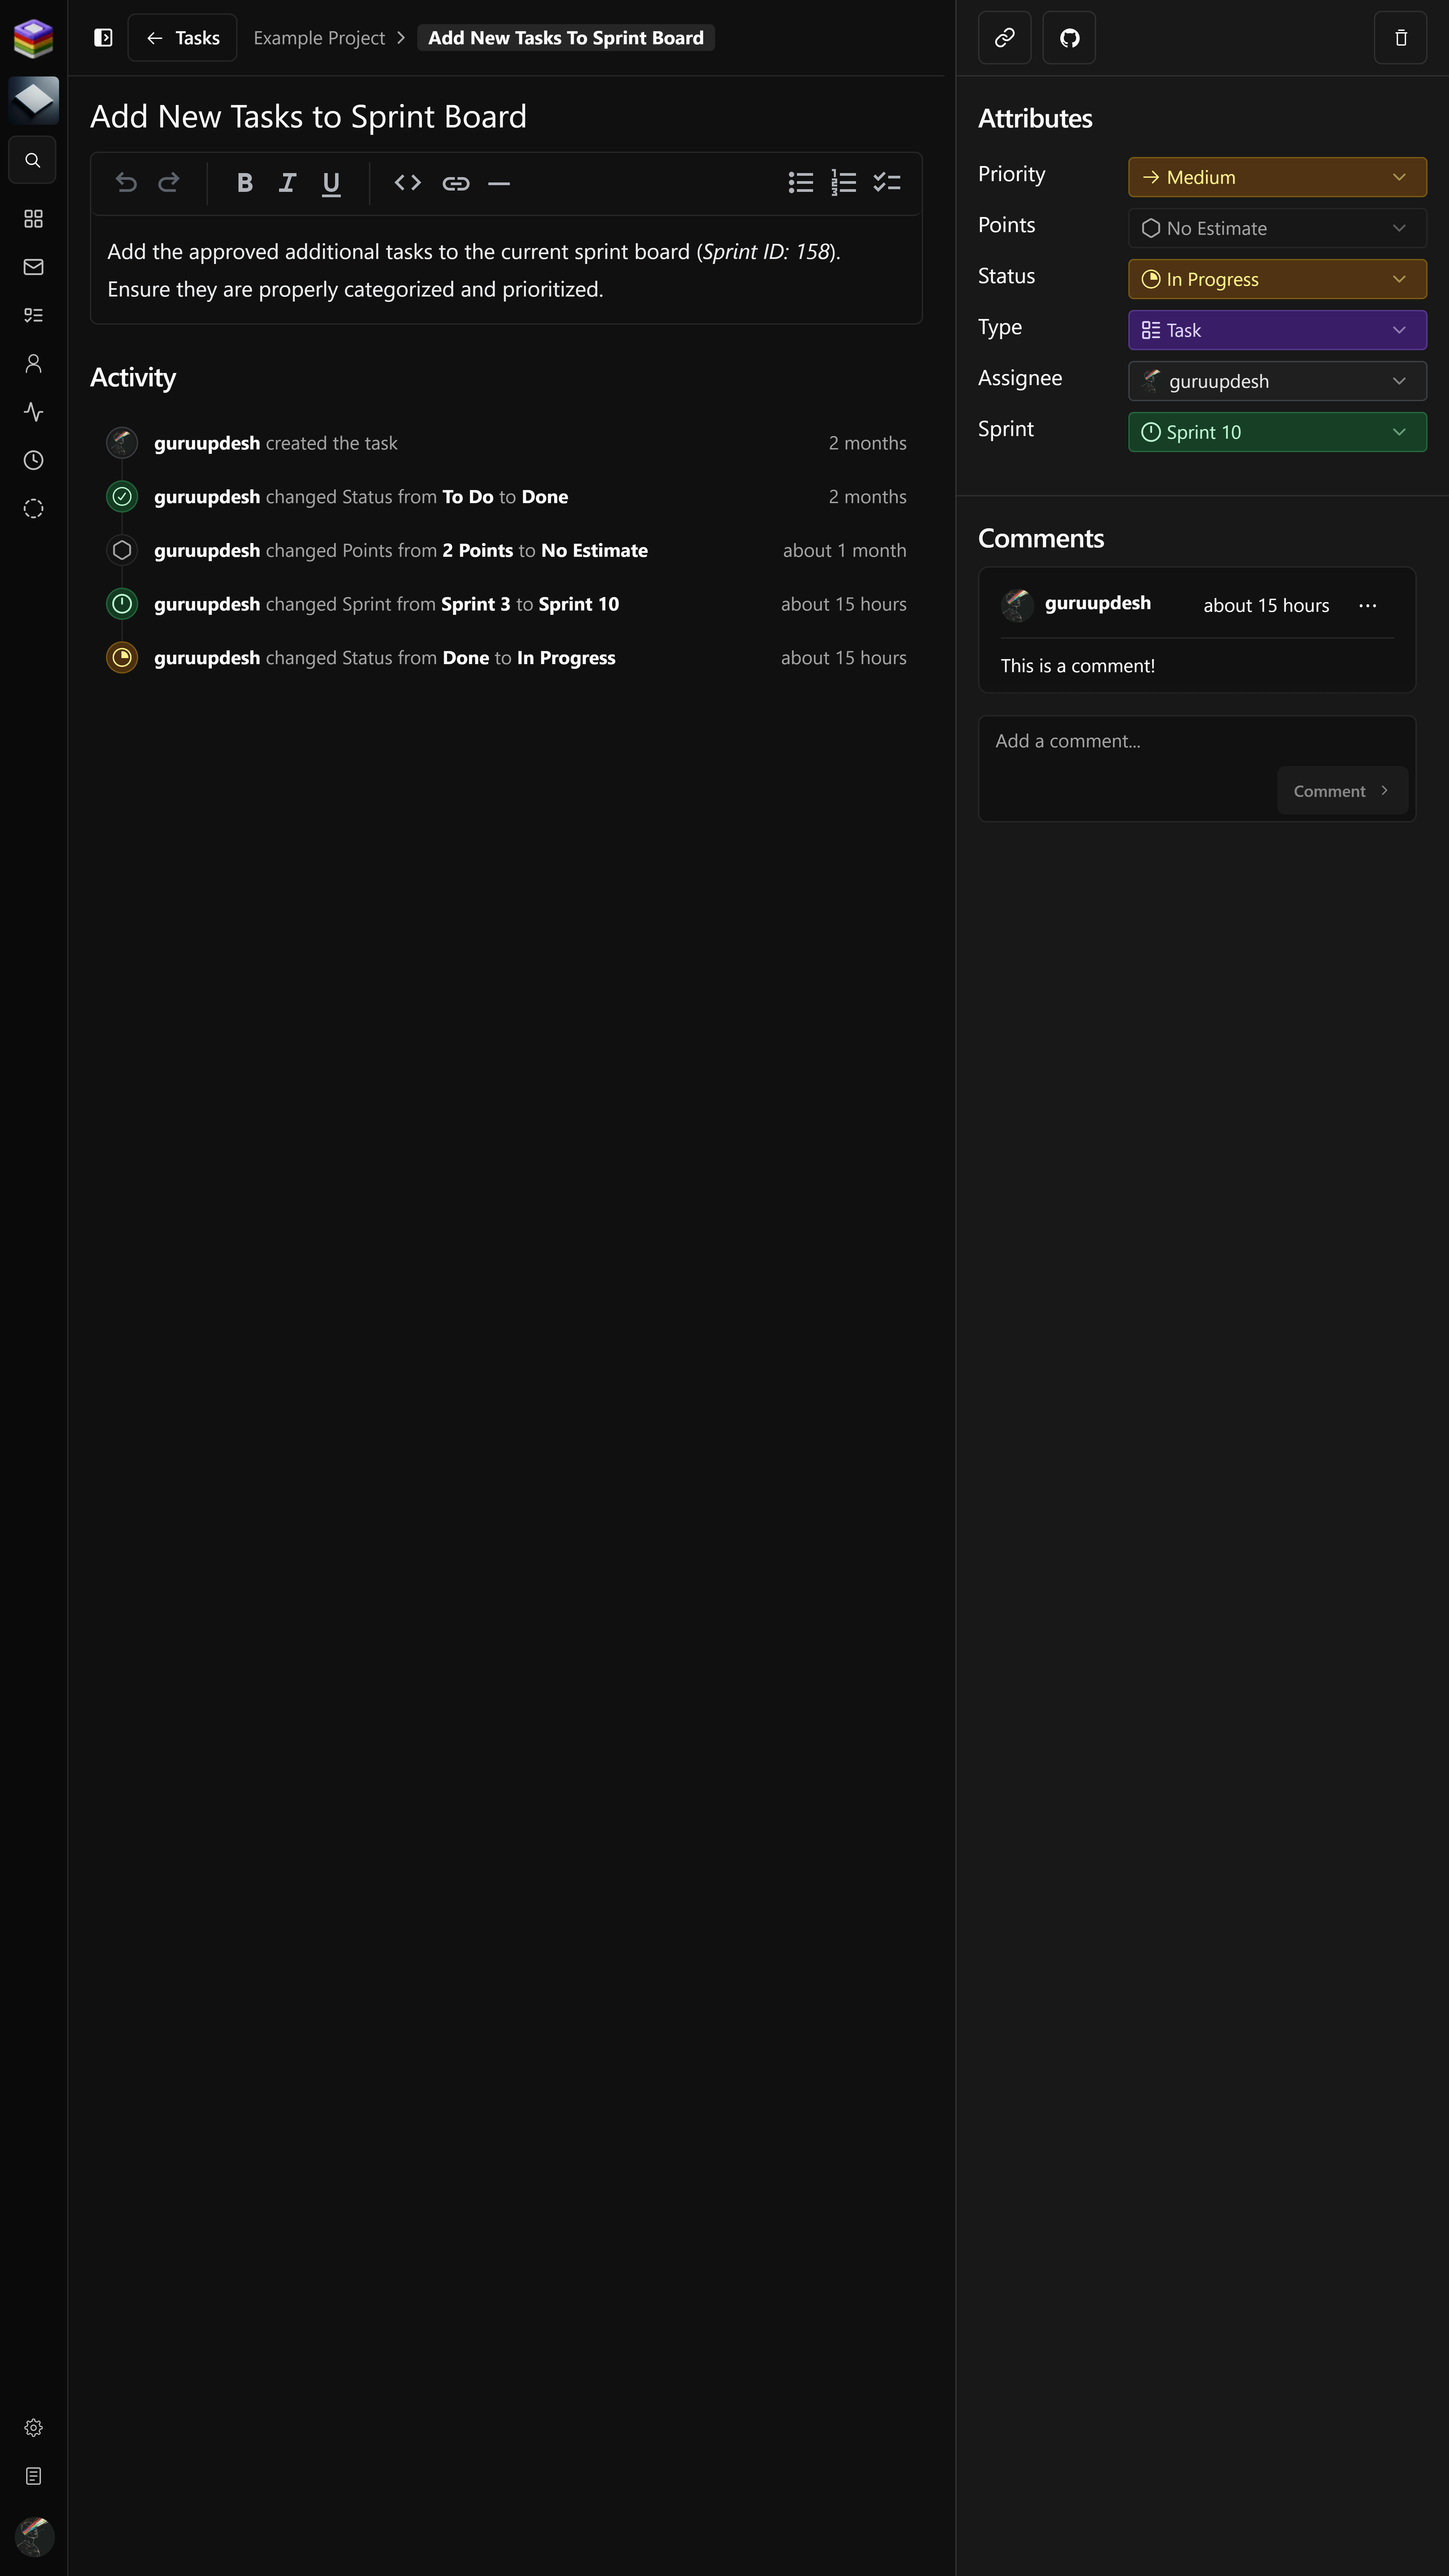 Tasks
Example Project
Add New Tasks To Sprint Board
Add New Tasks to Sprint Board
B I U
Add the approved additional tasks to the current sprint board (Sprint ID: 158).
Ensure they are properly categorized and prioritized.
Activity
guruupdesh created the task 2 months
guruupdesh changed Status from To Do to Done 2 months
guruupdesh changed Points from 2 Points to No Estimate about 1 month
guruupdesh changed Sprint from Sprint 3 to Sprint 10 about 15 hours
guruupdesh changed Status from Done to In Progress about 15 hours
Attributes
Priority Medium
Points No Estimate
Status In Progress
Type Task
Assignee guruupdesh
Sprint Sprint 10
Comments
guruupdesh about 15 hours
This is a comment!
Add a comment...
Comment